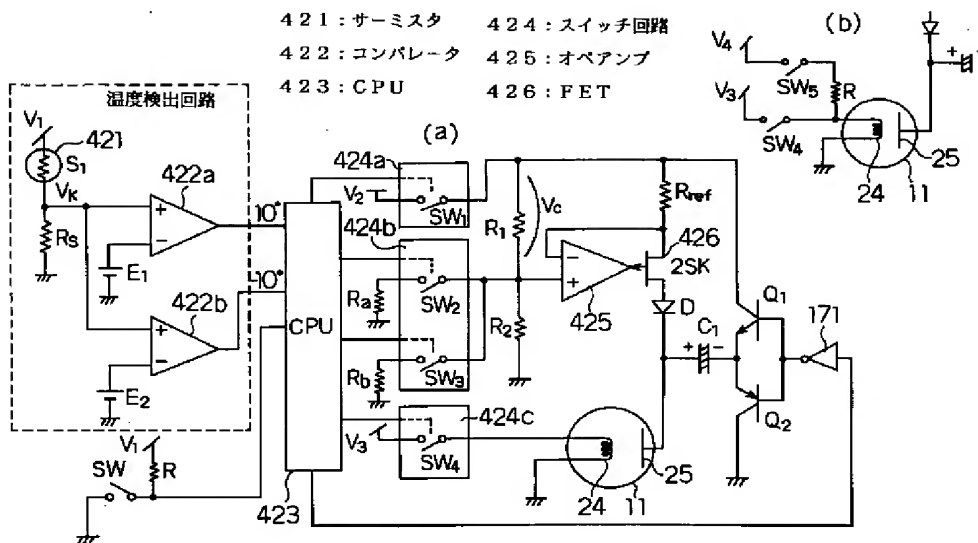 421：サーミスタ 424：スイッチ回路
422：コンパレータ 425：オペアンプ
423：CPU 426：FET
(b)
V4
SW5
R
V3
SW4
24
11
25
温度検出回路
V1
421
S1
VK
Rs
422a
E1
422b
E2
10°
-10°
CPU
423
V1
SW
R
(a)
424a
V2
SW1
424b
Ra
SW2
Rb
SW3
424c
V3
SW4
R1
Vc
R2
Rref
426
2SK
425
D
C1
Q1
Q2
171
24
11
25